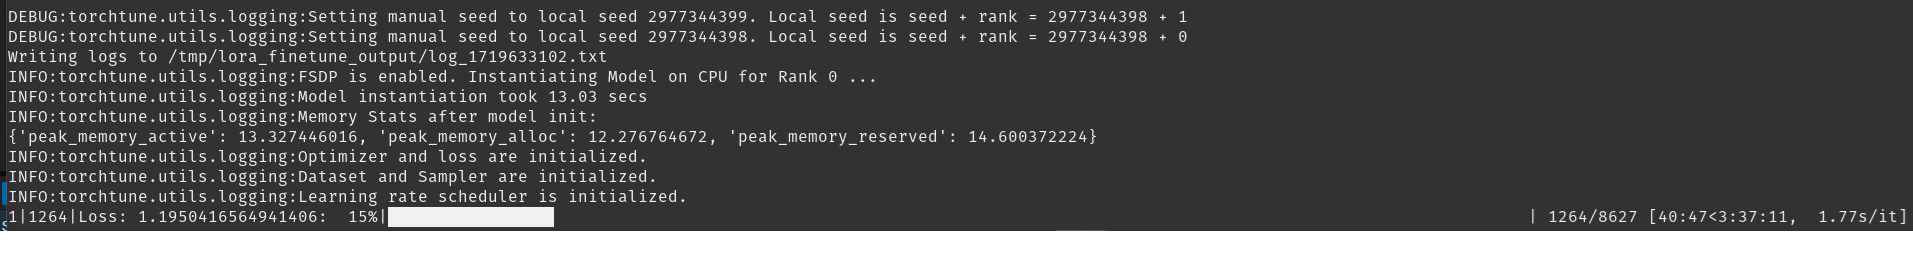 DEBUG:torchtune.utils.logging:Setting manual seed to local seed 2977344399. Local seed is seed + rank = 2977344398 + 1
DEBUG:torchtune.utils.logging:Setting manual seed to local seed 2977344398. Local seed is seed + rank = 2977344398 + 0
Writing logs to /tmp/lora_finetune_output/log_1719633102.txt
INFO:torchtune.utils.logging:FSDP is enabled. Instantiating Model on CPU for Rank 0 ...
INFO:torchtune.utils.logging:Model instantiation took 13.03 secs
INFO:torchtune.utils.logging:Memory Stats after model init:
{'peak_memory_active': 13.327446016, 'peak_memory_alloc': 12.276764672, 'peak_memory_reserved': 14.600372224}
INFO:torchtune.utils.logging:Optimizer and loss are initialized.
INFO:torchtune.utils.logging:Dataset and Sampler are initialized.
INFO:torchtune.utils.logging:Learning rate scheduler is initialized.
1|1264|Loss: 1.1950416564941406:  15%| | 1264/8627 [40:47<3:37:11,  1.77s/it]